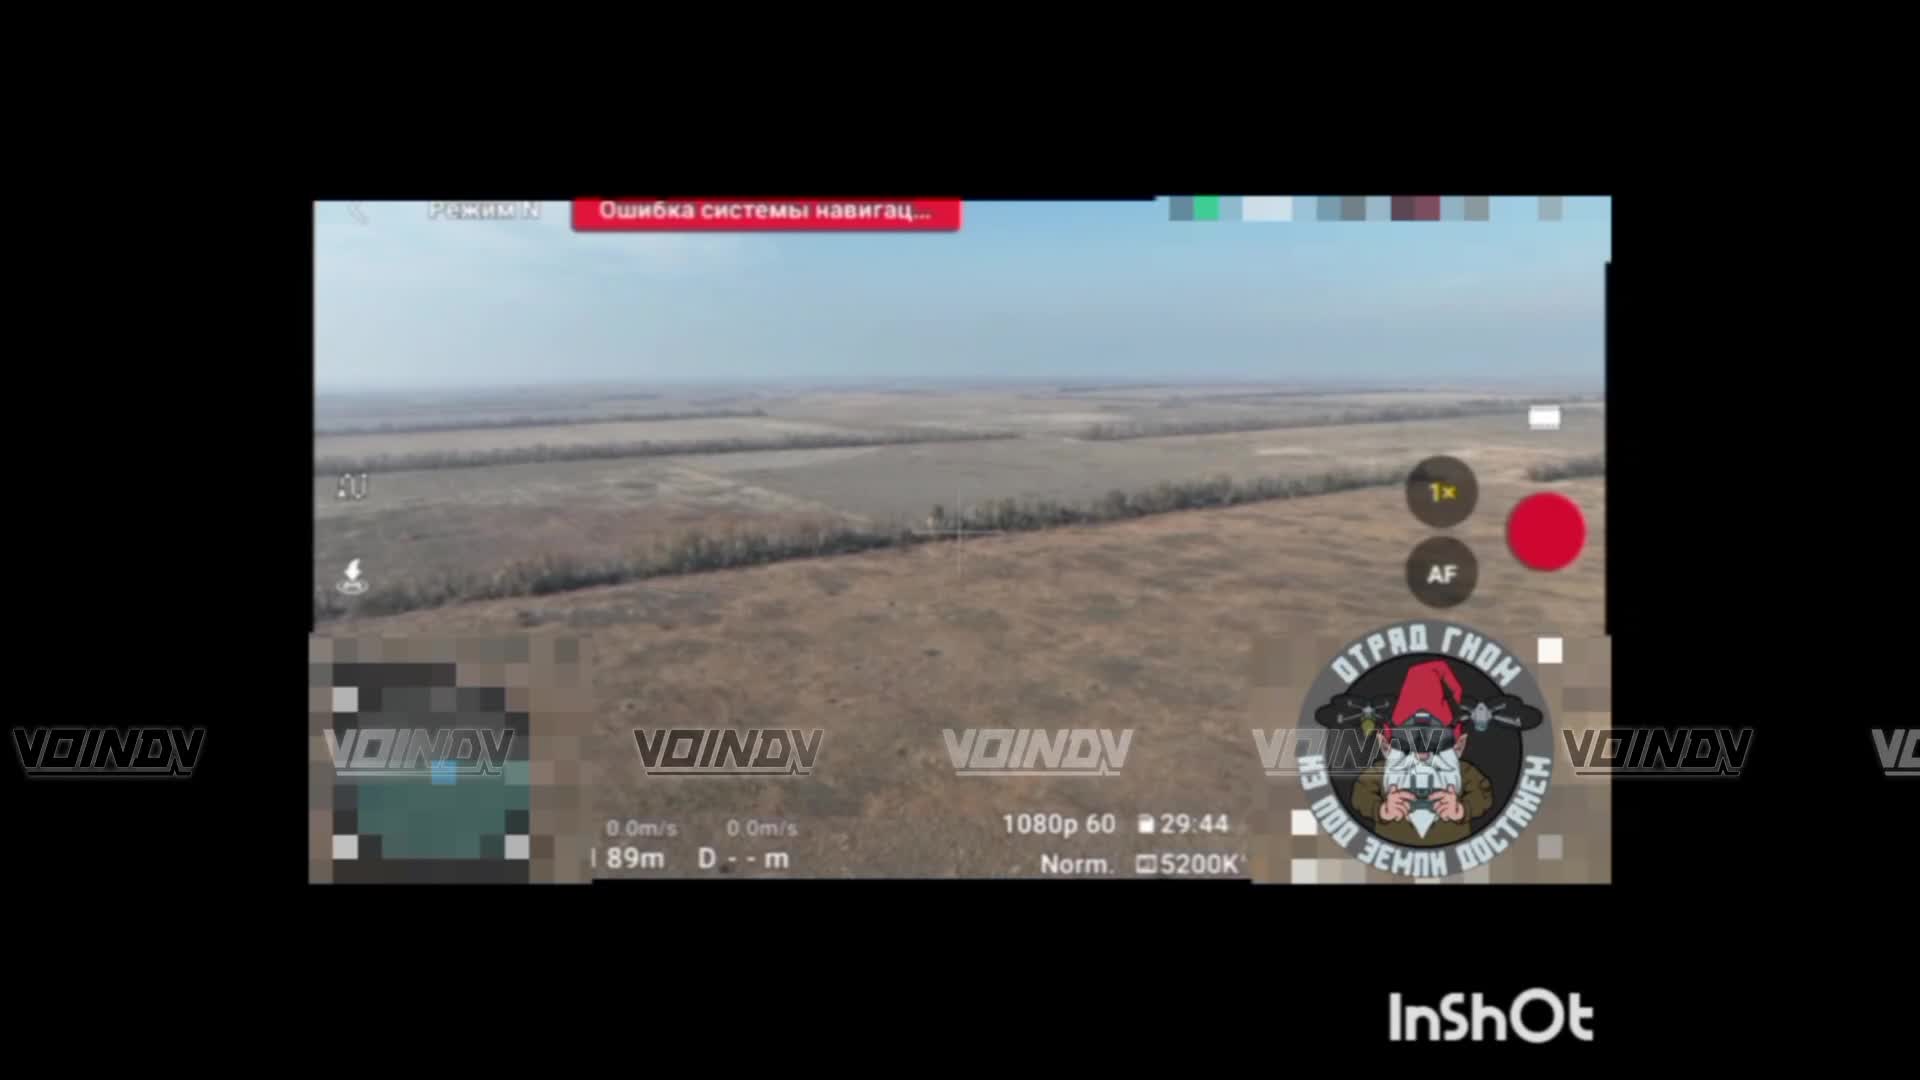 Режим N
Ошибка системы навигац...
1×
AF
ОТРЯД ГНОМ
ИЗ ПОД ЗЕМЛИ ДОСТАНЕМ
VOINDV VOINDV VOINDV VOINDV VOINDV VOINDV
0.0m/s 0.0m/s 1080p 60 29:44
89m D - - m Norm. 5200K
InShOt